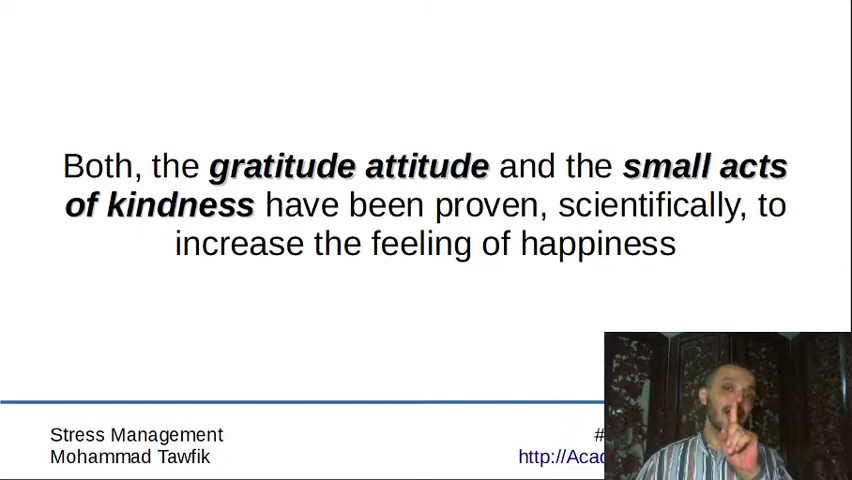 Both, the gratitude attitude and the small acts
of kindness have been proven, scientifically, to
increase the feeling of happiness
Stress Management
#
Mohammad Tawfik